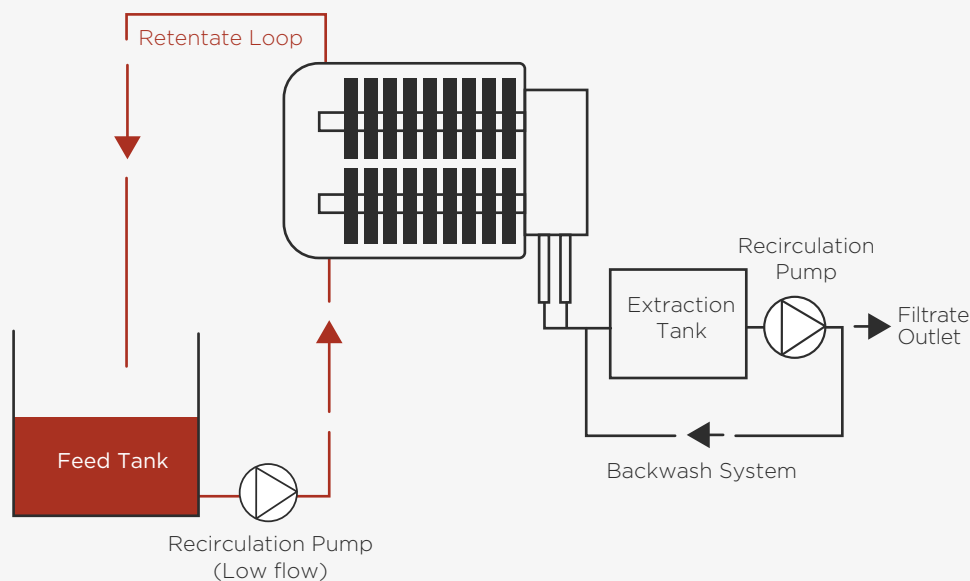 Retentate Loop
Recirculation
Pump
Extraction
Tank
Filtrate
Outlet
Feed Tank
Backwash System
Recirculation Pump
(Low flow)